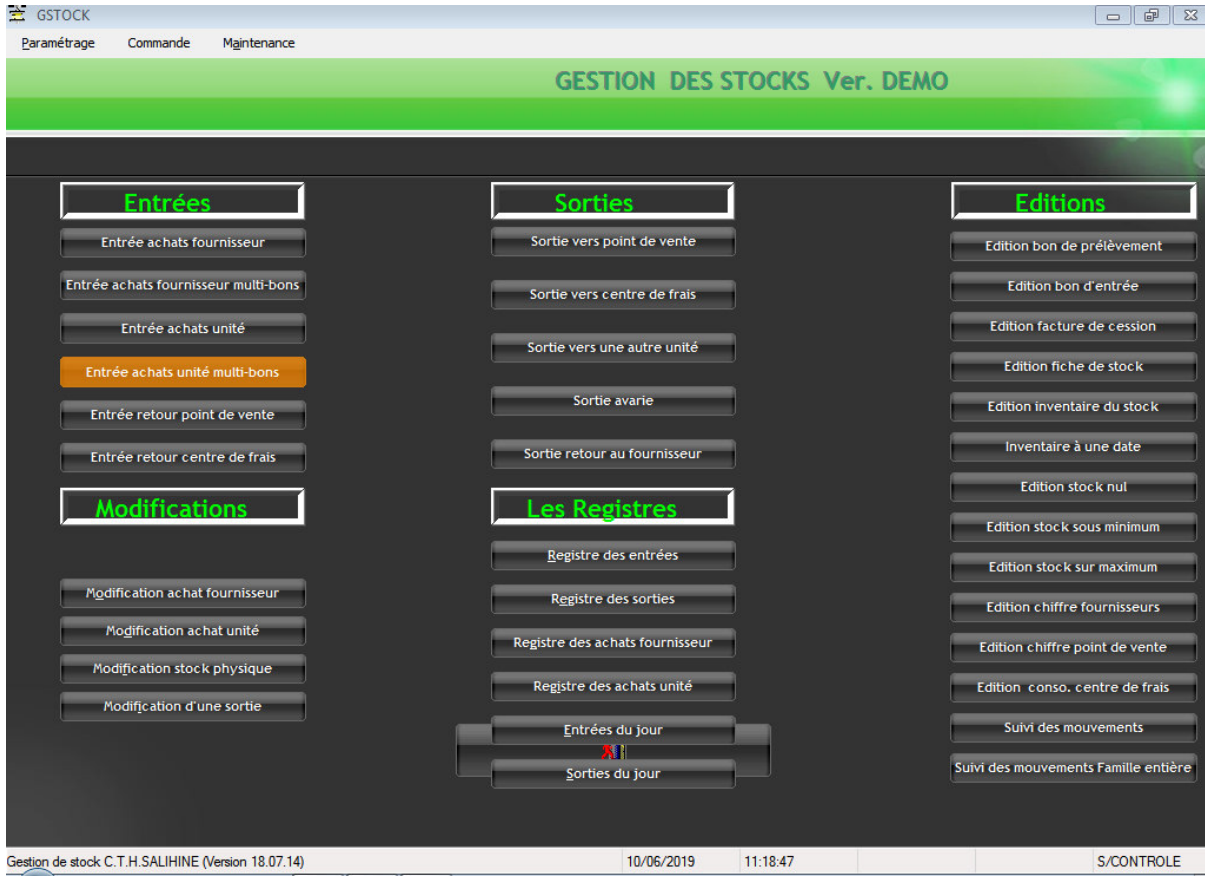 GSTOCK
Paramétrage Commande Maintenance
GESTION DES STOCKS Ver. DEMO
Entrées
Entrée achats fournisseur
Entrée achats fournisseur multi-bons
Entrée achats unité
Entrée achats unité multi-bons
Entrée retour point de vente
Entrée retour centre de frais
Modifications
Modification achat fournisseur
Modification achat unité
Modification stock physique
Modification d'une sortie
Sorties
Sortie vers point de vente
Sortie vers centre de frais
Sortie vers une autre unité
Sortie avarie
Sortie retour au fournisseur
Les Registres
Registre des entrées
Registre des sorties
Registre des achats fournisseur
Registre des achats unité
Entrées du jour
Sorties du jour
Editions
Edition bon de prélèvement
Edition bon d'entrée
Edition facture de cession
Edition fiche de stock
Edition inventaire du stock
Inventaire à une date
Edition stock nul
Edition stock sous minimum
Edition stock sur maximum
Edition chiffre fournisseurs
Edition chiffre point de vente
Edition conso. centre de frais
Suivi des mouvements
Suivi des mouvements Famille entière
Gestion de stock C.T.H.SALIHINE (Version 18.07.14) 10/06/2019 11:18:47 S/CONTROLE